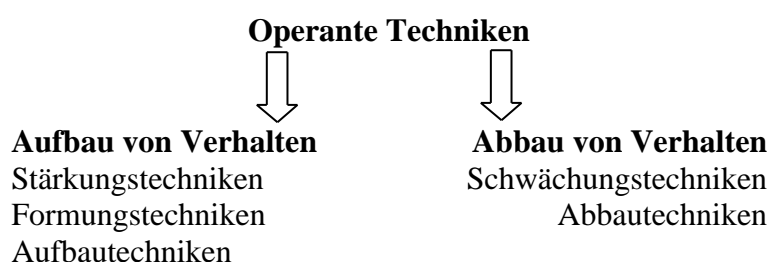 Operante Techniken
Aufbau von Verhalten
Stärkungstechniken
Formungstechniken
Aufbautechniken
Abbau von Verhalten
Schwächungstechniken
Abbautechniken